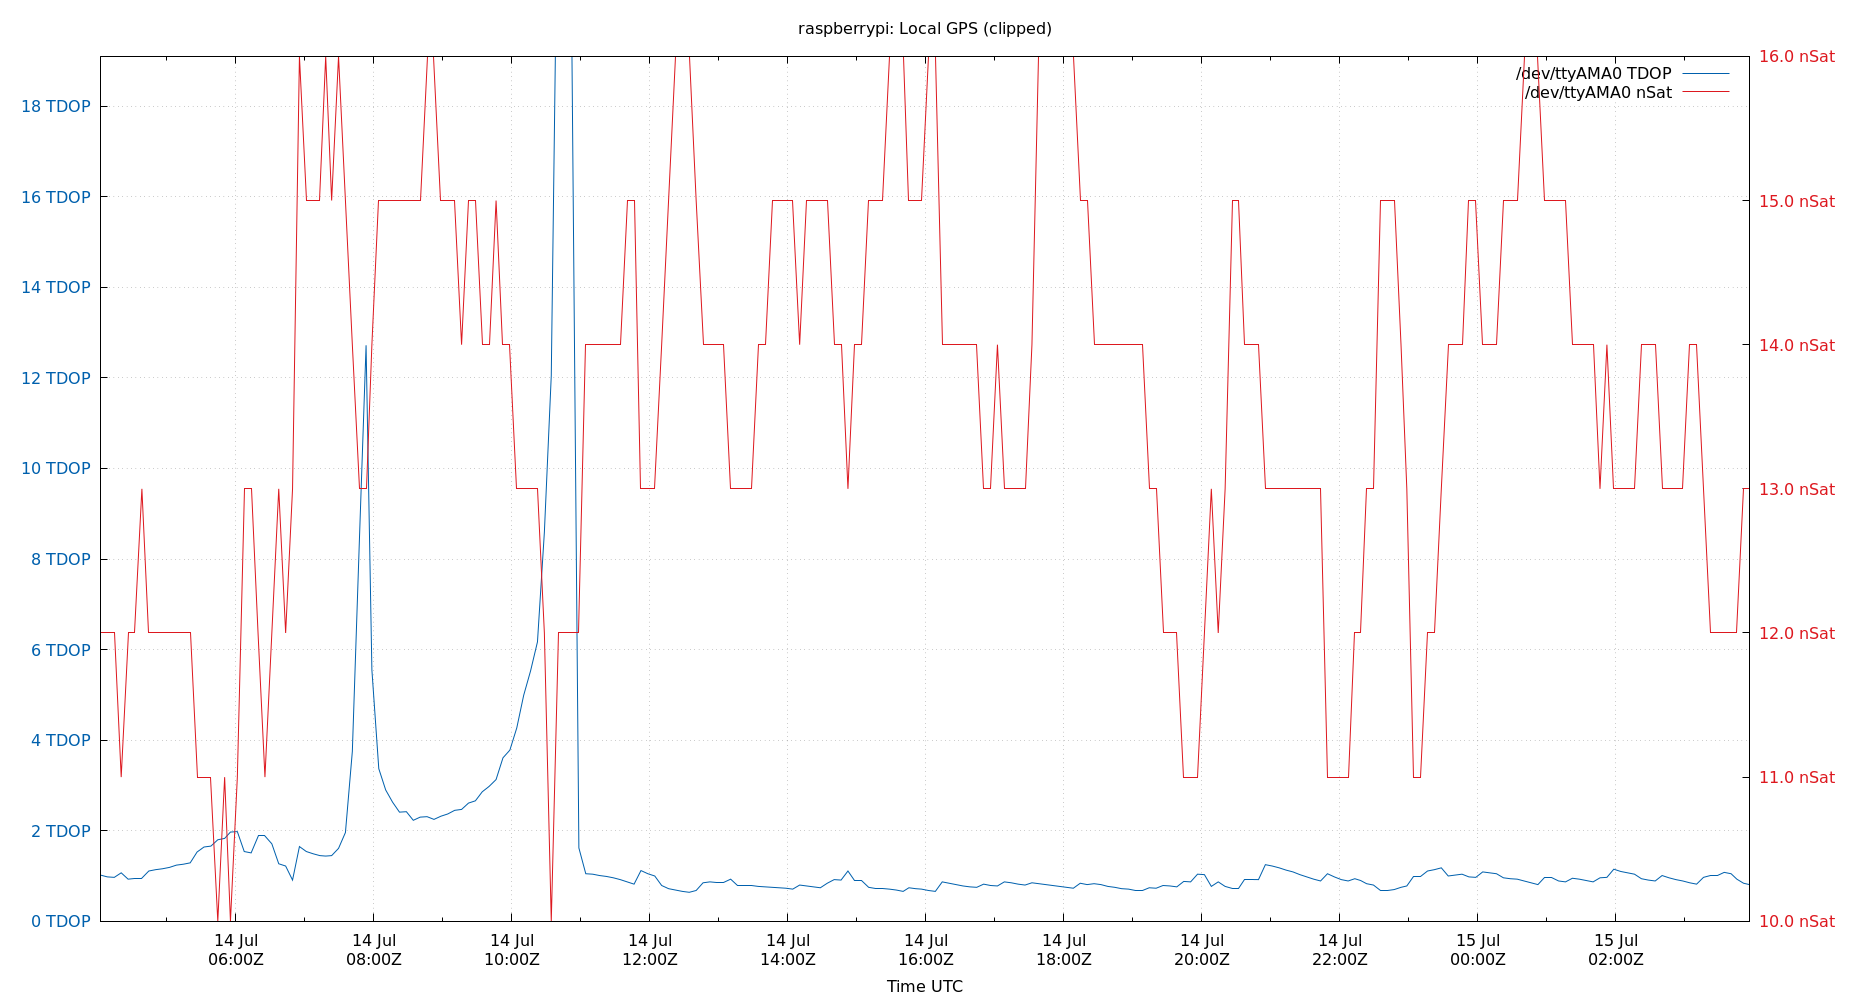 raspberrypi: Local GPS (clipped)
/dev/ttyAMA0 TDOP
/dev/ttyAMA0 nSat
18 TDOP
16 TDOP
14 TDOP
12 TDOP
10 TDOP
8 TDOP
6 TDOP
4 TDOP
2 TDOP
0 TDOP
16.0 nSat
15.0 nSat
14.0 nSat
13.0 nSat
12.0 nSat
11.0 nSat
10.0 nSat
14 Jul
06:00Z
14 Jul
08:00Z
14 Jul
10:00Z
14 Jul
12:00Z
14 Jul
14:00Z
14 Jul
16:00Z
14 Jul
18:00Z
14 Jul
20:00Z
14 Jul
22:00Z
15 Jul
00:00Z
15 Jul
02:00Z
Time UTC